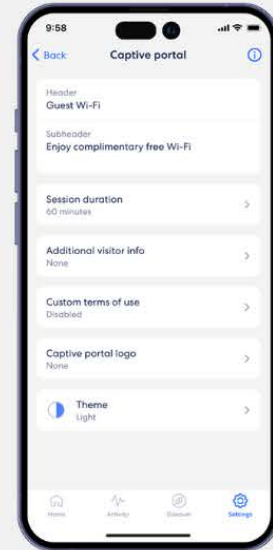 9:58
Back
Captive portal
Header
Guest Wi-Fi
Subheader
Enjoy complimentary free Wi-Fi
Session duration
60 minutes
Additional visitor info
None
Custom terms of use
Disabled
Captive portal logo
None
Theme
Light
Home
Activity
Discover
Settings